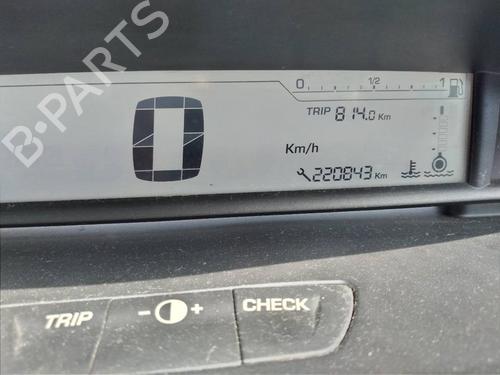 0 1/2 1
TRIP 814.0 Km
0
Km/h
220843 Km
TRIP - + CHECK
B-PARTS